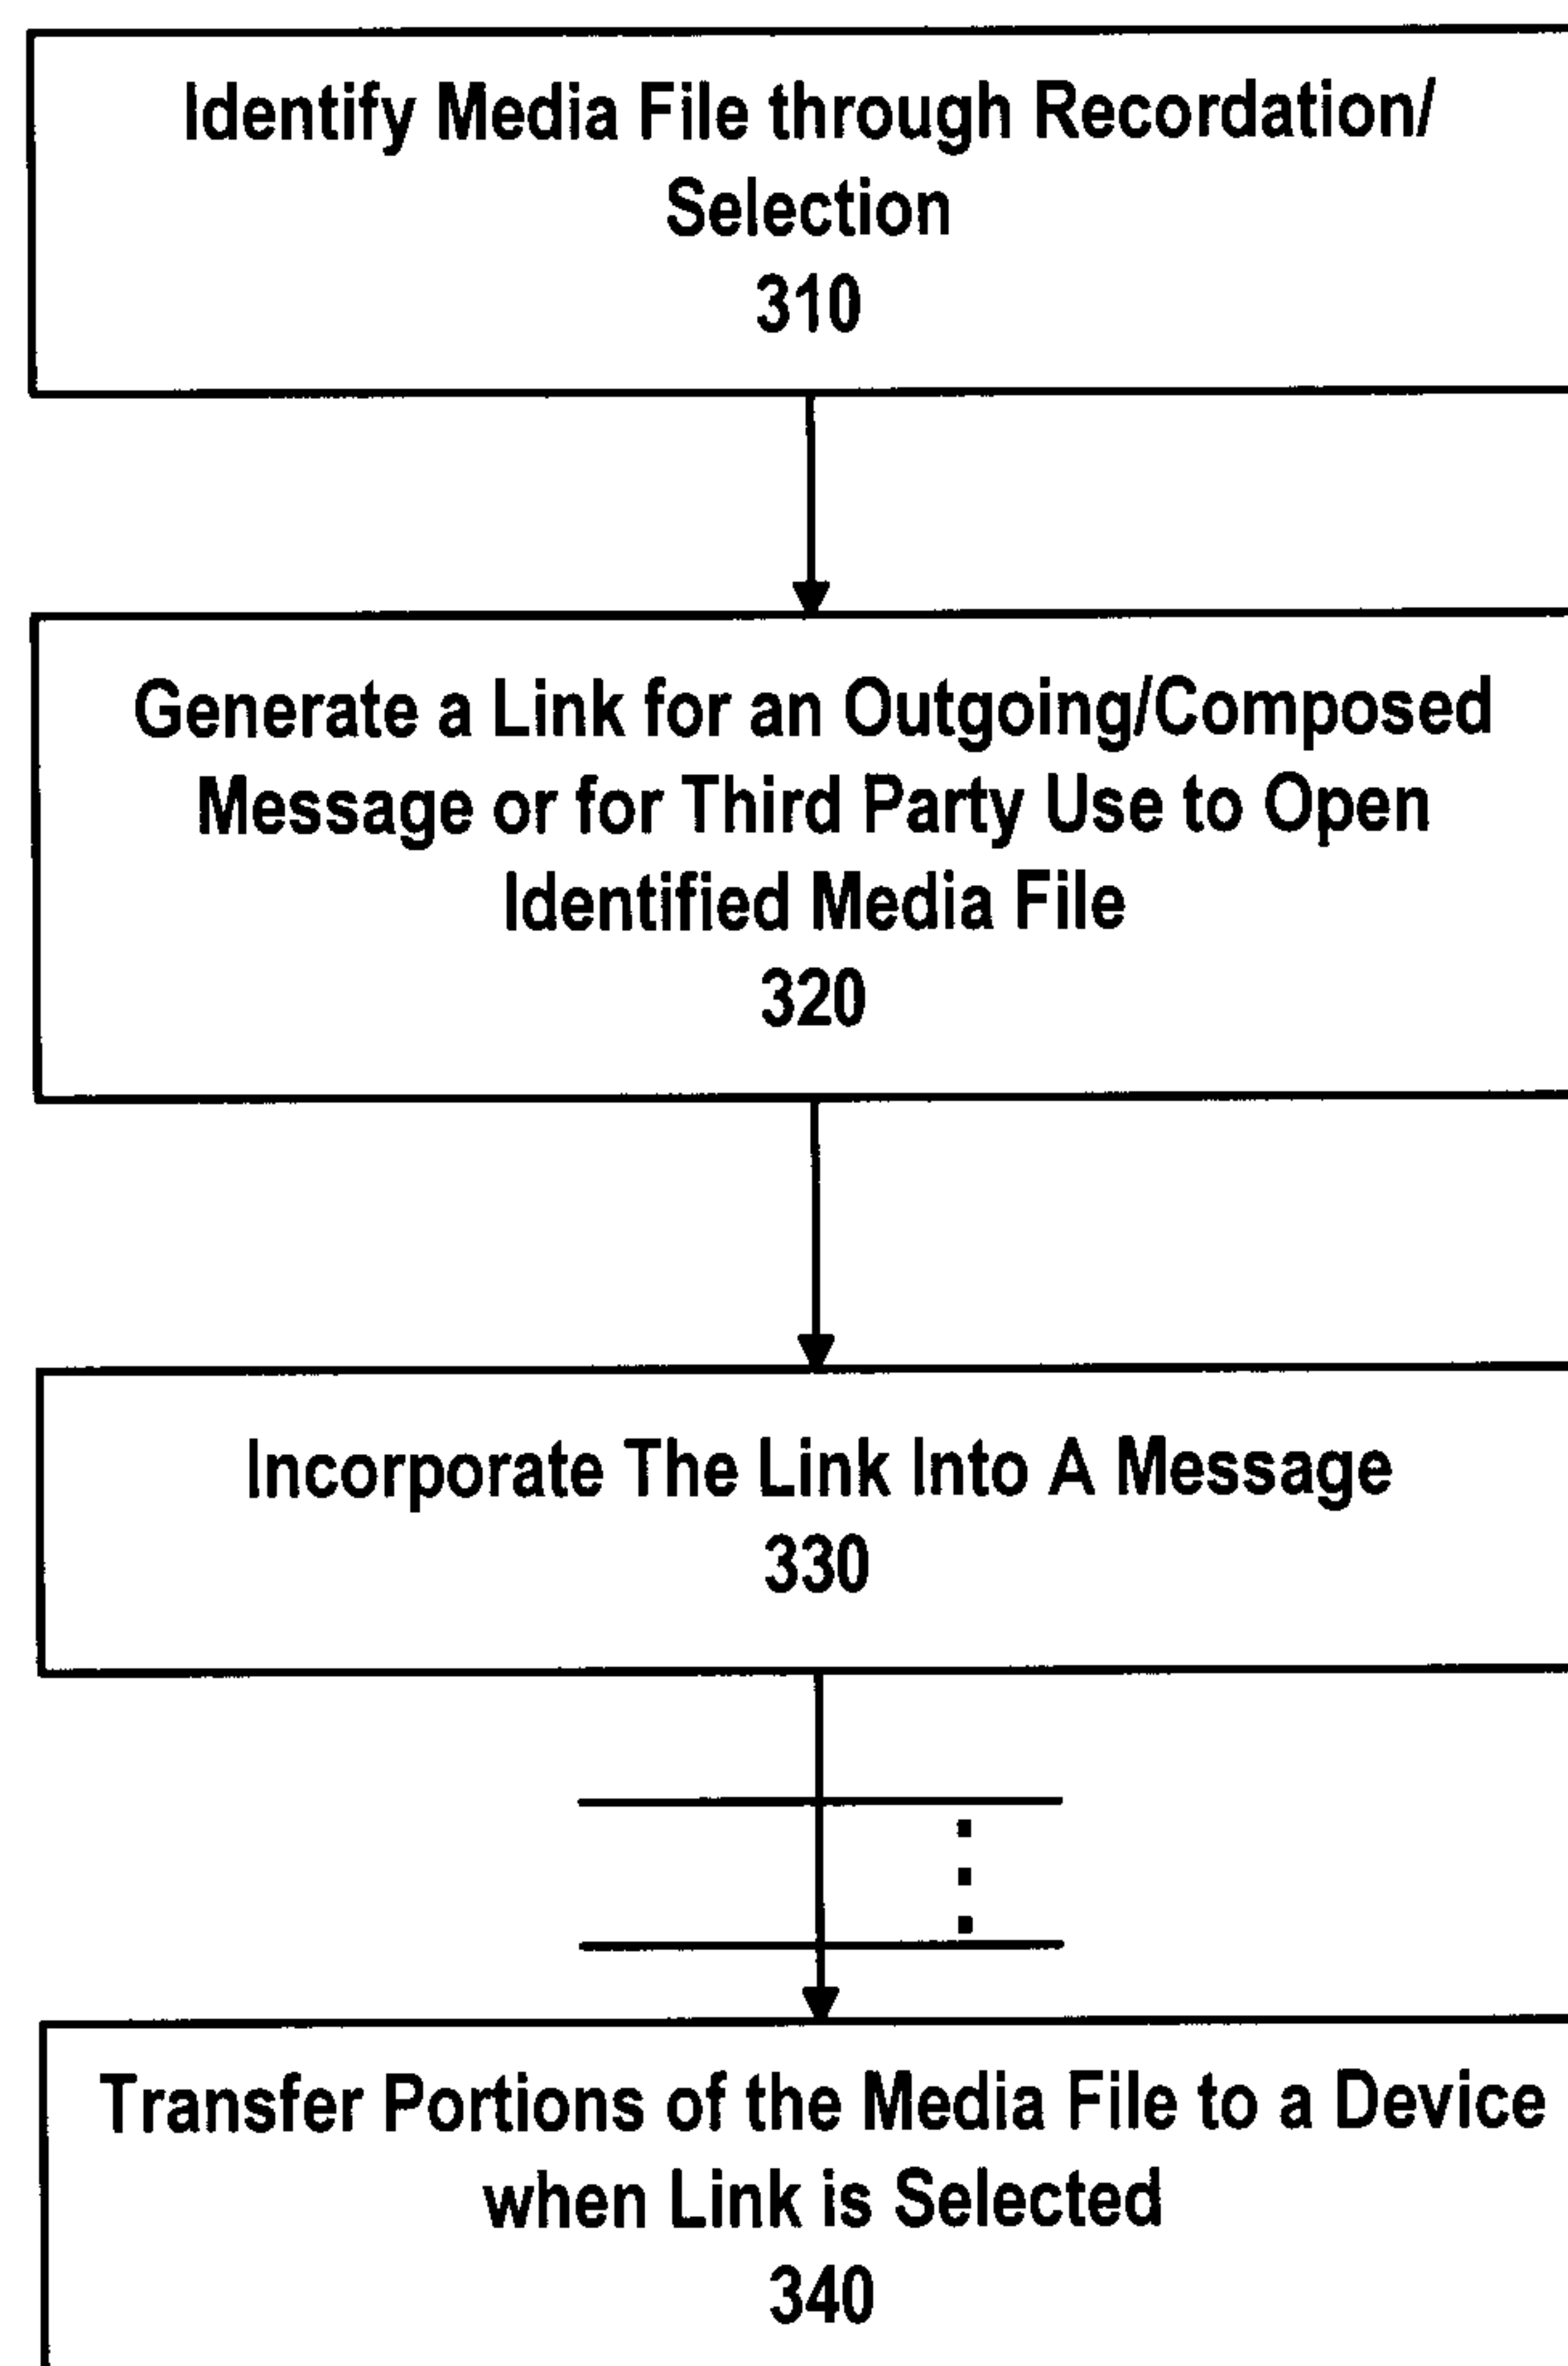 Identify Media File through Recordation/
Selection
310
Generate a Link for an Outgoing/Composed
Message or for Third Party Use to Open
Identified Media File
320
Incorporate The Link Into A Message
330
Transfer Portions of the Media File to a Device
when Link is Selected
340